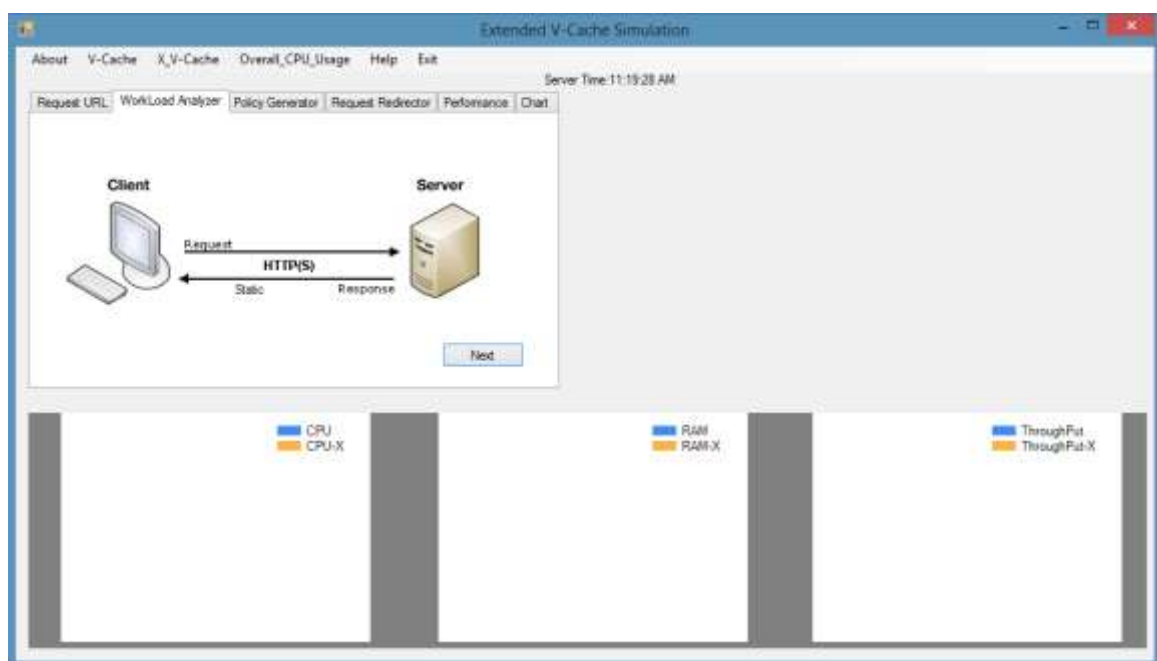 Extended V-Cache Simulation
About V-Cache X_V-Cache Overall_CPU_Usage Help Exit
Server Time 11:19:28 AM
Request URL WorkLoad Analyzer Policy Generator Request Redirector Performance Chart
Client Server
Request
HTTP(S)
Static Response
Next
CPU
CPU-X
RAM
RAM-X
ThroughPut
ThroughPut-X